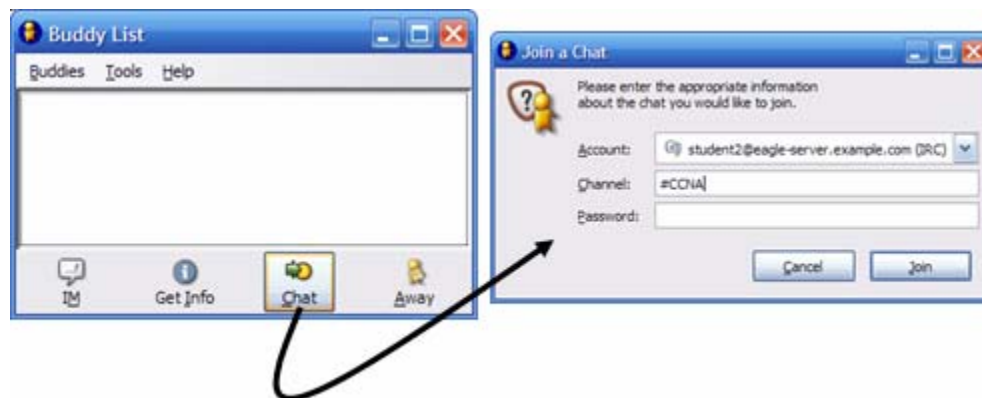 Buddy List
Buddies Tools Help
IM
Get Info
Chat
Away
Join a Chat
Please enter the appropriate information
about the chat you would like to join.
Account: student2@eagle-server.example.com (IRC)
Channel: #CCNA
Password:
Cancel
Join